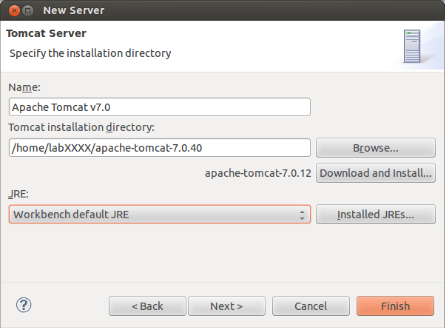 New Server
Tomcat Server
Specify the installation directory
Name:
Apache Tomcat v7.0
Tomcat installation directory:
/home/labXXXX/apache-tomcat-7.0.40
Browse...
apache-tomcat-7.0.12
Download and Install...
JRE:
Workbench default JRE
Installed JREs...
?
< Back
Next >
Cancel
Finish